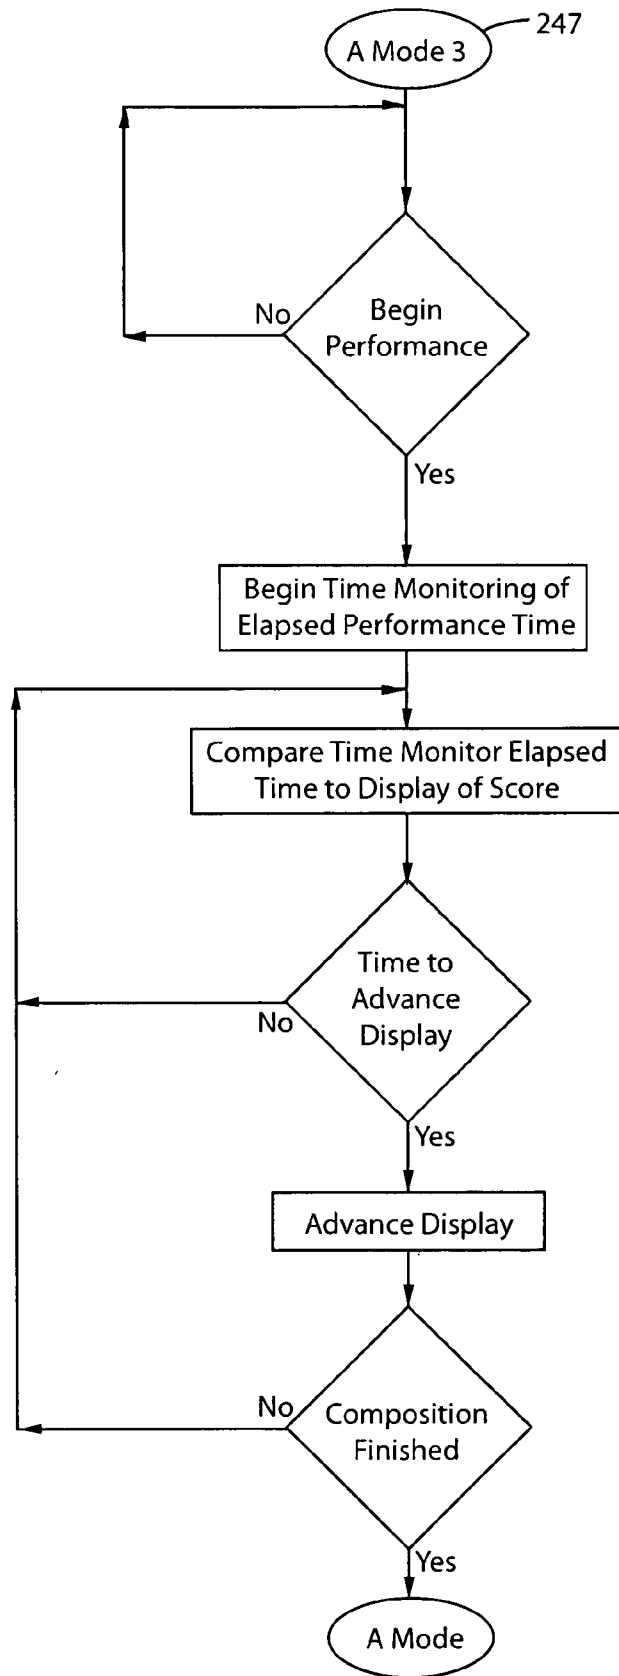 247
A Mode 3
Begin
Performance
No
Yes
Begin Time Monitoring of
Elapsed Performance Time
Compare Time Monitor Elapsed
Time to Display of Score
Time to
Advance
Display
No
Yes
Advance Display
No
Composition
Finished
Yes
A Mode